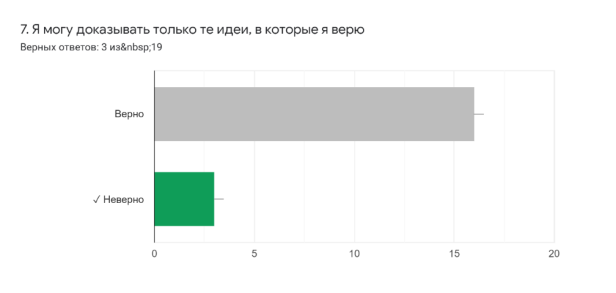 7. Я могу доказывать только те идеи, в которые я верю
Верных ответов: 3 из&nbsp;19
Верно
✓ Неверно
0 5 10 15 20